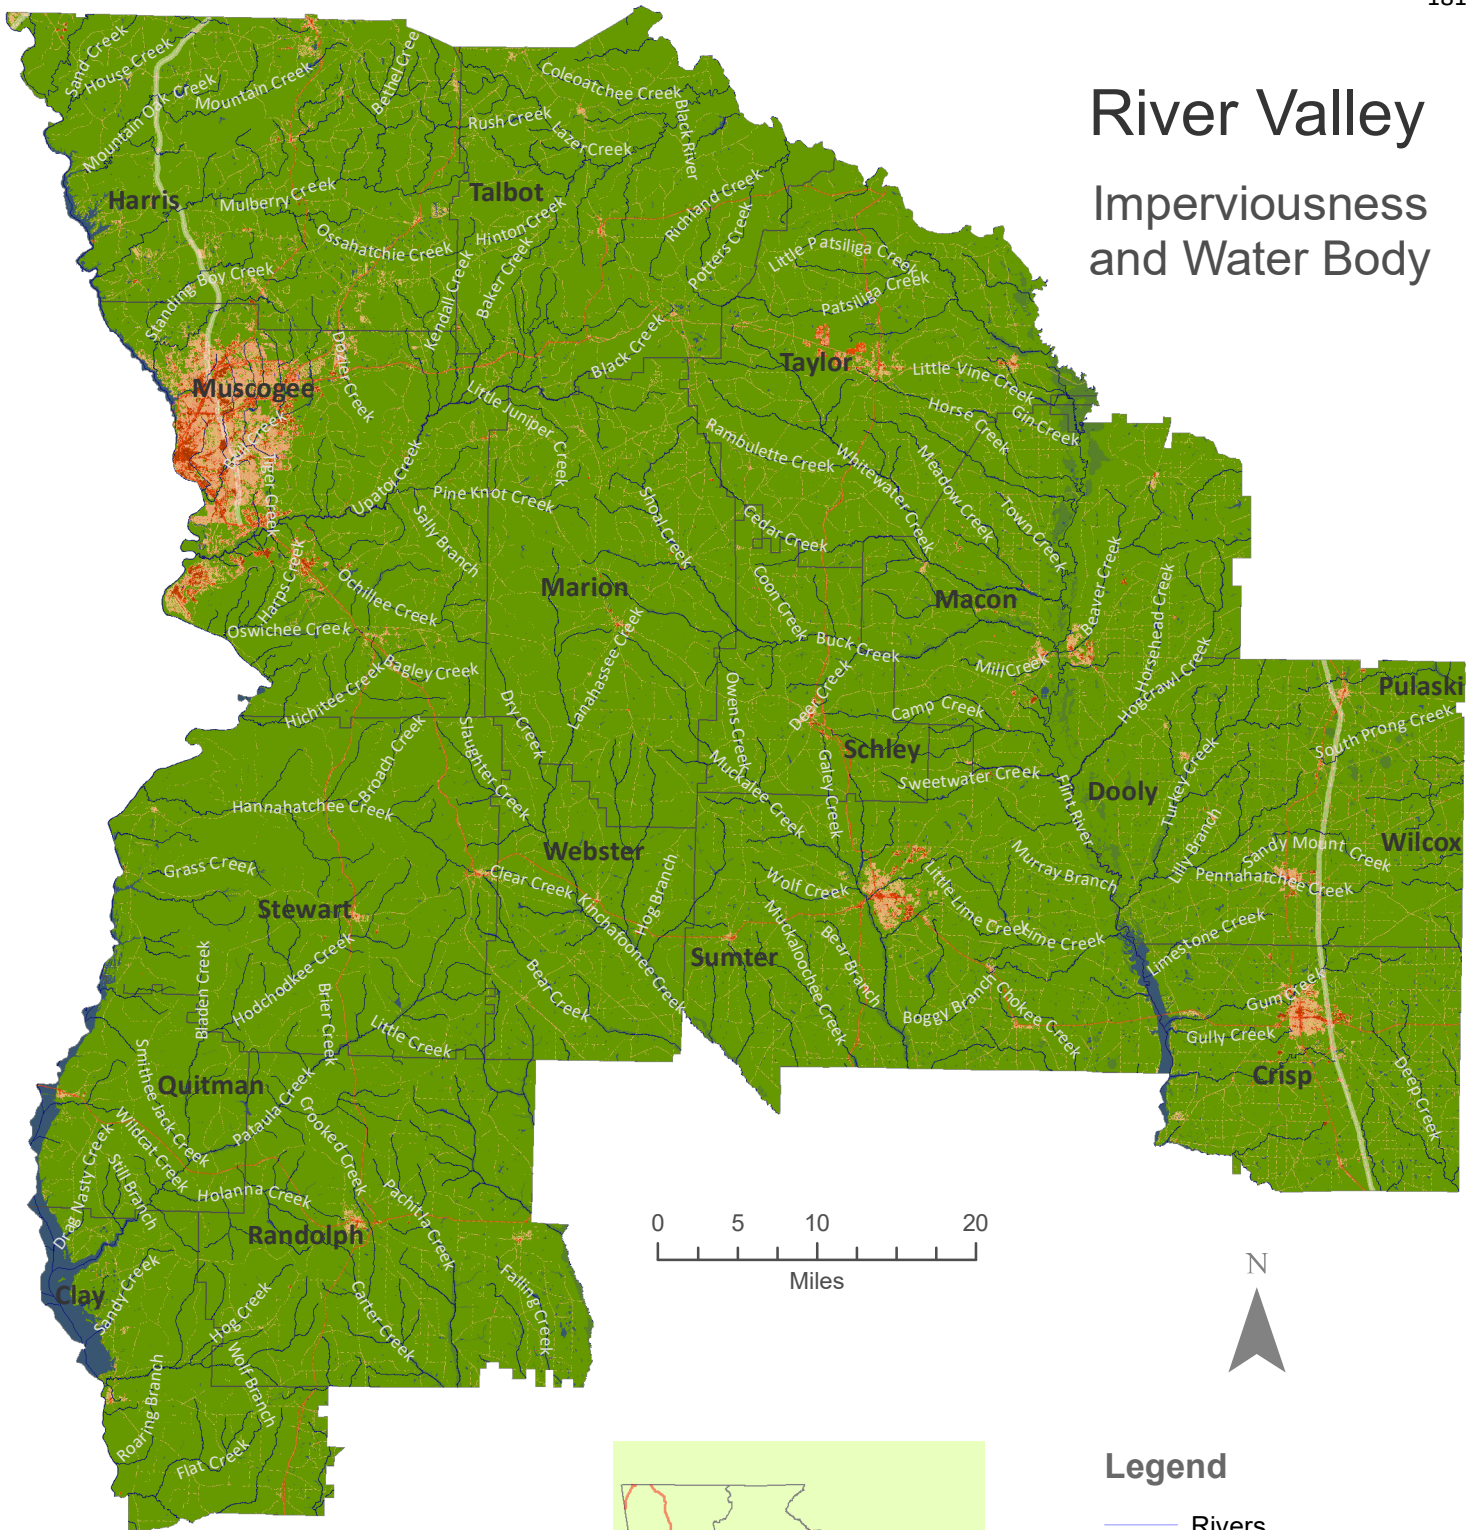 River Valley
Imperviousness
and Water Body
Sand Creek
House Creek
Mountain Oak Creek
Mountain Creek
Bethel Cree
Coleoatchee Creek
Black River
Rush Creek
Lazer Creek
Harris
Talbot
Mulberry Creek
Ossahatchie Creek
Hinton Creek
Richland Creek
Potters Creek
Little Patsiliga Creek
Patsiliga Creek
Standing Boy Creek
Kendall Creek
Baker Creek
Black Creek
Dozier Creek
Muscogee
Taylor
Little Vine Creek
Little Juniper Creek
Horse Creek
Gin Creek
Bull Creek
Tiger Creek
Upatoi Creek
Pine Knot Creek
Rambulette Creek
Whitewater Creek
Meadow Creek
Town Creek
Sally Branch
Shoal Creek
Cedar Creek
Harps Creek
Ochillee Creek
Marion
Coon Creek
Macon
Beaver Creek
Horsehead Creek
Oswichee Creek
Buck Creek
Mill Creek
Hogcrawl Creek
Bagley Creek
Hichitee Creek
Lanahassee Creek
Dry Creek
Owens Creek
Deer Creek
Camp Creek
Pulaski
South Prong Creek
Broach Creek
Slaughter Creek
Muckalee Creek
Galey Creek
Schley
Sweetwater Creek
Flint River
Dooly
Turkey Creek
Hannahatchee Creek
Lilly Branch
Sandy Mount Creek
Wilcox
Webster
Grass Creek
Clear Creek
Hog Branch
Wolf Creek
Little Lime Creek
Murray Branch
Pennahatchee Creek
Stewart
Kinchafoonee Creek
Muckaloochee Creek
Bear Branch
Lime Creek
Limestone Creek
Sumter
Bladen Creek
Hodchodkee Creek
Brier Creek
Bear Creek
Boggy Branch
Chokee Creek
Gum Creek
Little Creek
Gully Creek
Smithee Jack Creek
Quitman
Crisp
Deep Creek
Pataula Creek
Crooked Creek
Wildcat Creek
Drag Nasty Creek
Still Branch
Holanna Creek
Pachitla Creek
Randolph
Clay
Sandy Creek
Falling Creek
Hog Creek
Carter Creek
Wolf Branch
Roaring Branch
Flat Creek
0 5 10 20
Miles
N
Legend
Rivers